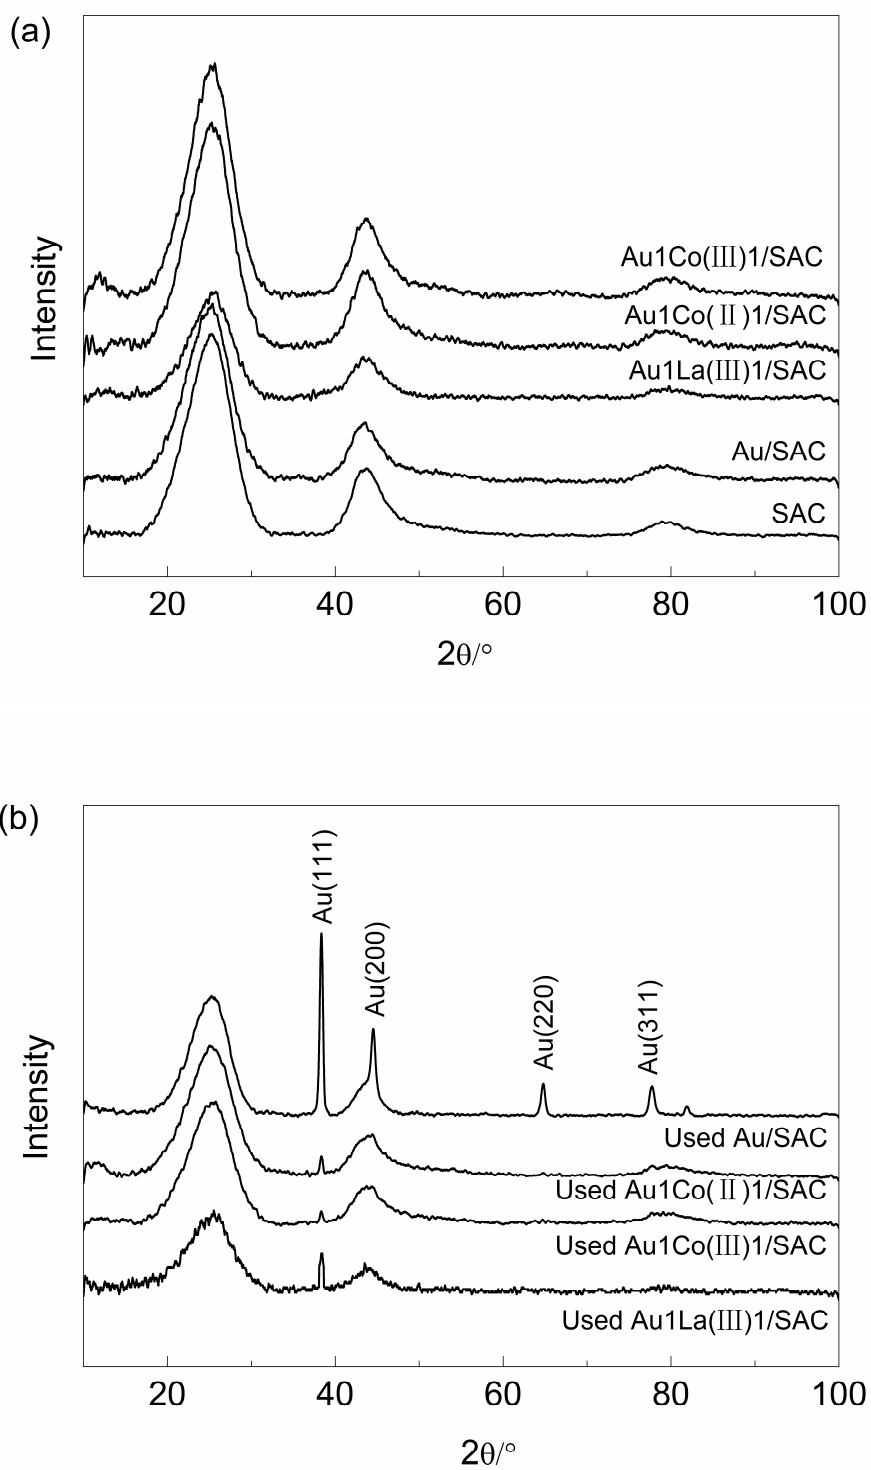 (a)
Intensity
Au1Co(Ⅲ)1/SAC
Au1Co(Ⅱ)1/SAC
Au1La(Ⅲ)1/SAC
Au/SAC
SAC
20 40 60 80 100
2θ/°
(b)
Intensity
Au(111)
Au(200)
Au(220)
Au(311)
Used Au/SAC
Used Au1Co(Ⅱ)1/SAC
Used Au1Co(Ⅲ)1/SAC
Used Au1La(Ⅲ)1/SAC
20 40 60 80 100
2θ/°